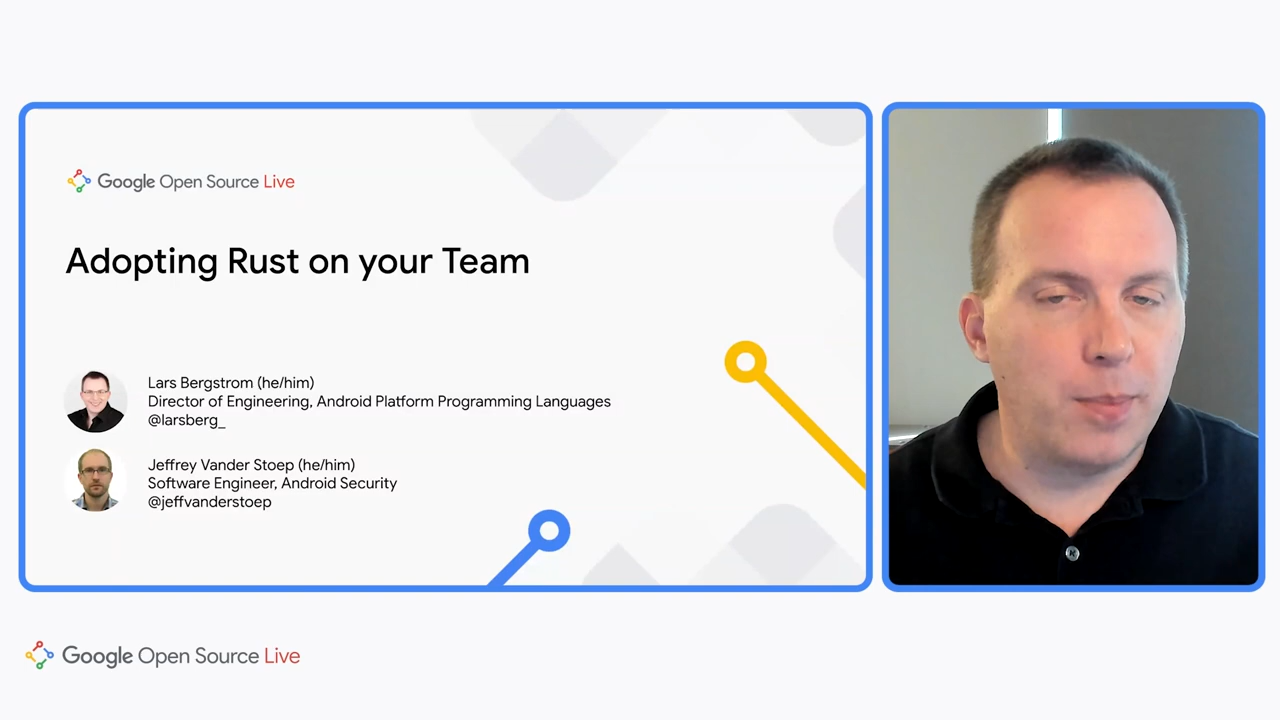 Google Open Source Live
Adopting Rust on your Team
Lars Bergstrom (he/him)
Director of Engineering, Android Platform Programming Languages
@larsberg_
Jeffrey Vander Stoep (he/him)
Software Engineer, Android Security
@jeffvanderstoep
Google Open Source Live